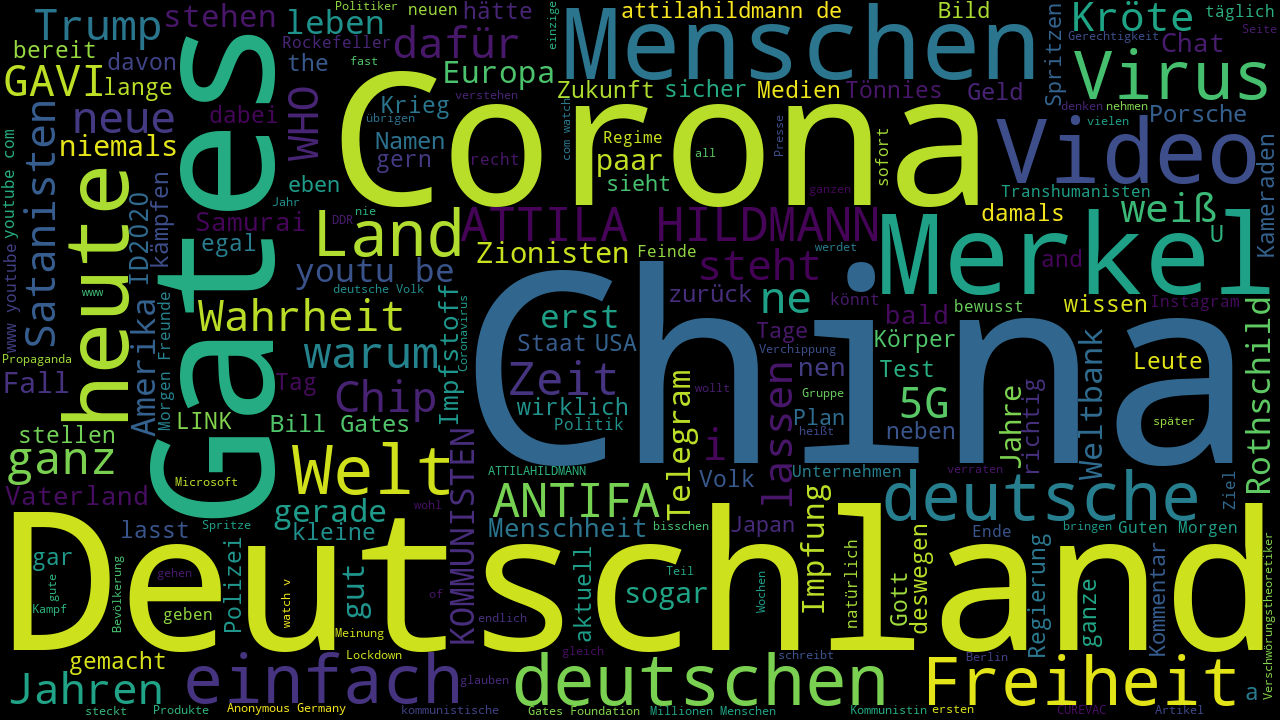 Politiker
neuen
hätte
einzige
attilahildmann de
Bild
Spritzen
Kröte
täglich
Gerechtigkeit
Seite
Trump
stehen
leben
Rockefeller
dafür
Menschen
Chat
bereit
davon
the
fast
Europa
Virus
GAVI
lange
Gates
WHO
Corona
verstehen
Krieg
übrigen
Zukunft
sicher
Medien
Tönnies
Geld
denken
nehmen
Porsche
neue
dabei
Namen
com watch
Regime
Presse
sofort
Video
vielen
niemals
gern
recht
paar
all
Satanisten
youtube com
heute
ID2020
kämpfen
eben
sieht
ganzen
Transhumanisten
Kameraden
Samurai
Jahr
DDR
nie
Land
ATTILA HILDMANN
damals
weiß
U
egal
Zionisten
Feinde
werdet
Merkel
and
www youtube
www
youtu be
steht
deutsche Volk
zurück
ne
könnt
bewusst
wissen
Instagram
Amerika
Morgen Freunde
Wahrheit
Impfstoff
Coronavirus
erst
bald
China
Propaganda
warum
Staat
USA
Tage
Verchippung
Körper
Leute
Rothschild
Fall
Tag
Chip
Zeit
nen
Test
wollt
Gruppe
5G
Weltbank
LINK
Bill Gates
wirklich
Politik
Telegram
lassen
Plan
heißt
neben
Jahre
richtig
später
stellen
ganz
Welt
KOMMUNISTEN
i
ATTILAHILDMANN
Volk
Unternehmen
verraten
Ziel
Microsoft
Vaterland
gerade
wohl
ANTIFA
deutsche
lasst
Spritze
kleine
Menschheit
bisschen
Japan
Impfung
Ende
bringen
Guten Morgen
Deutschland
gar
gute
Kampf
Bevölkerung
gehen
geben
Polizei
watch v
gut
Meinung
of
endlich
aktuell
Teil
sogar
Wochen
natürlich
Gott
deswegen
Regierung
ganze
Kommentar
Verschwörungstheoretiker
gemacht
Lockdown
gleich
schreibt
Berlin
Jahren
einfach
glauben
deutschen
Freiheit
a
steckt
Produkte
Anonymous Germany
kommunistische
Gates Foundation
Millionen Menschen
Kommunistin
ersten
CUREVAC
Artikel